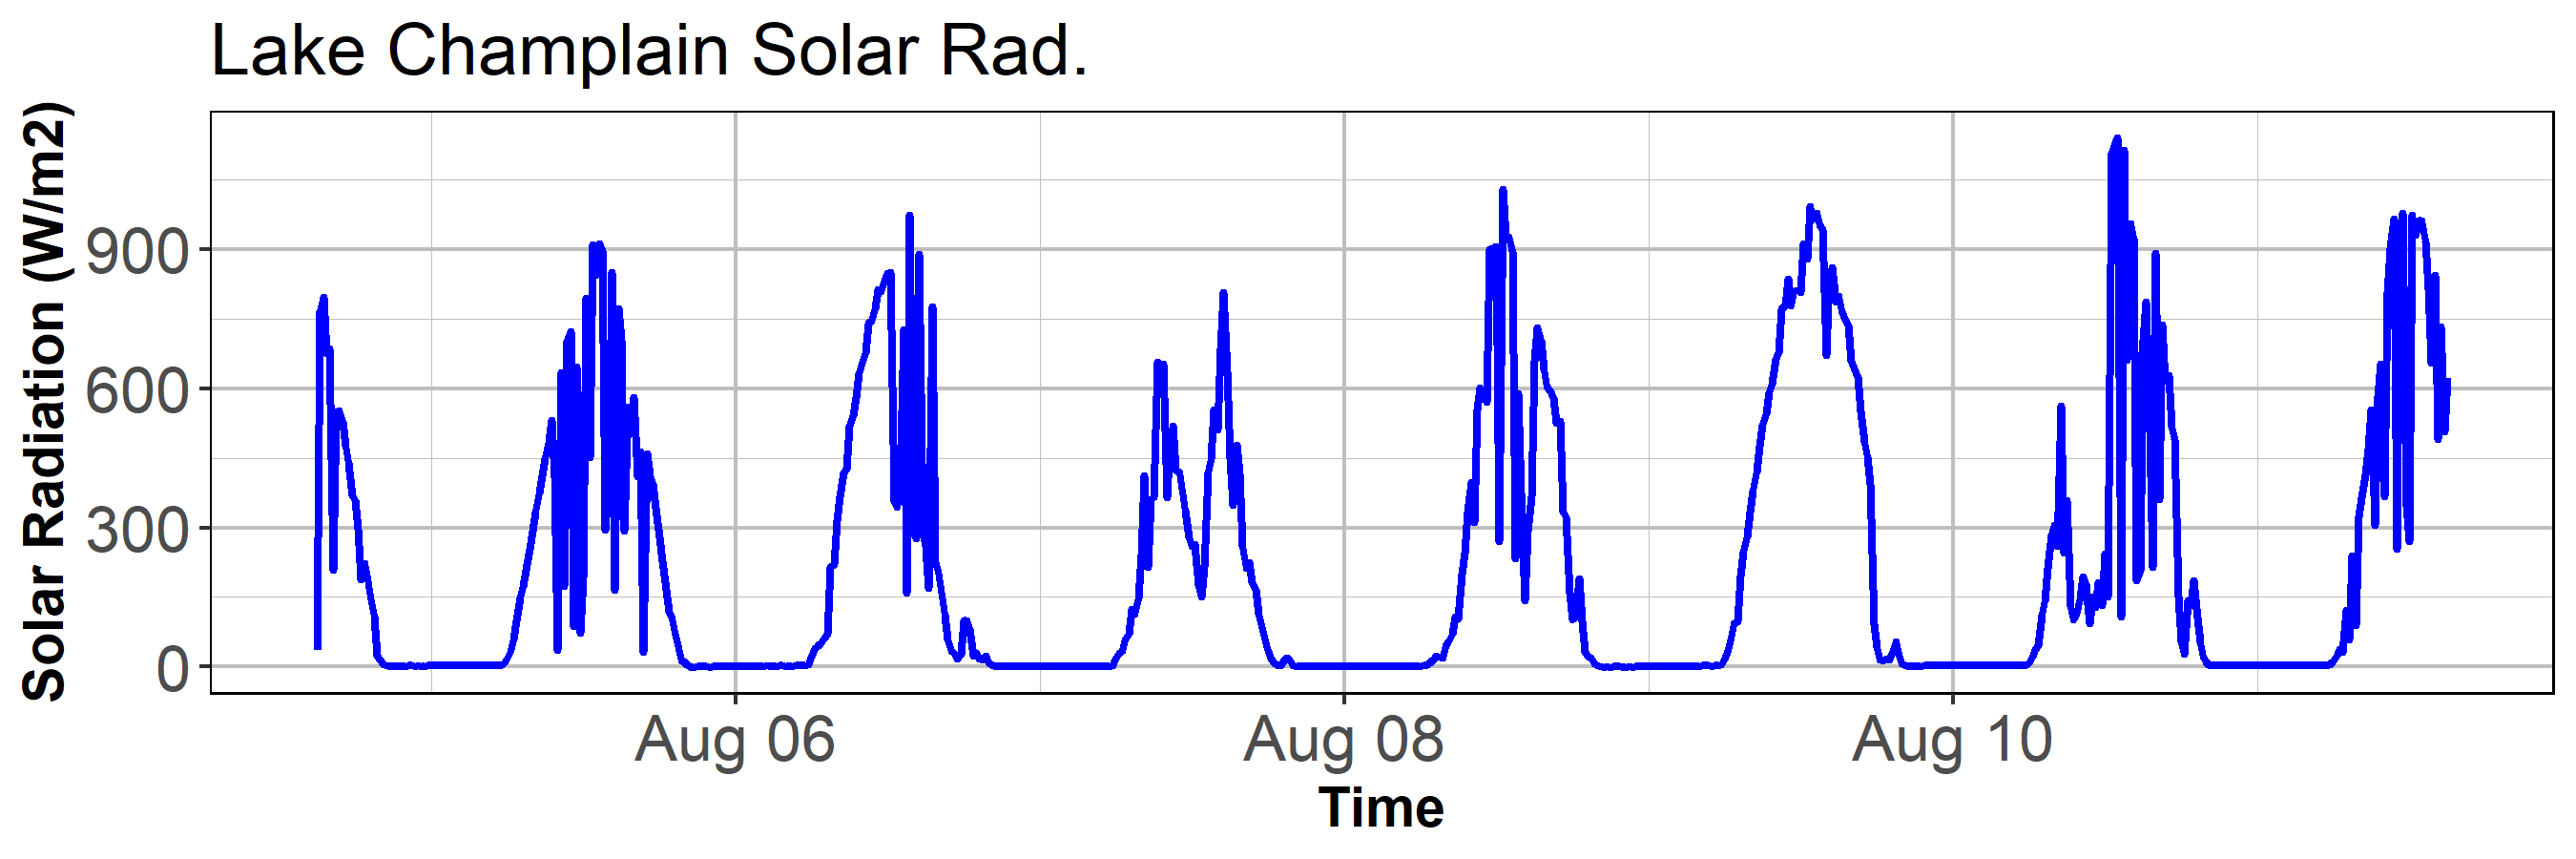 Lake Champlain Solar Rad.
Solar Radiation (W/m2)
900
600
300
0
Aug 06 Aug 08 Aug 10
Time